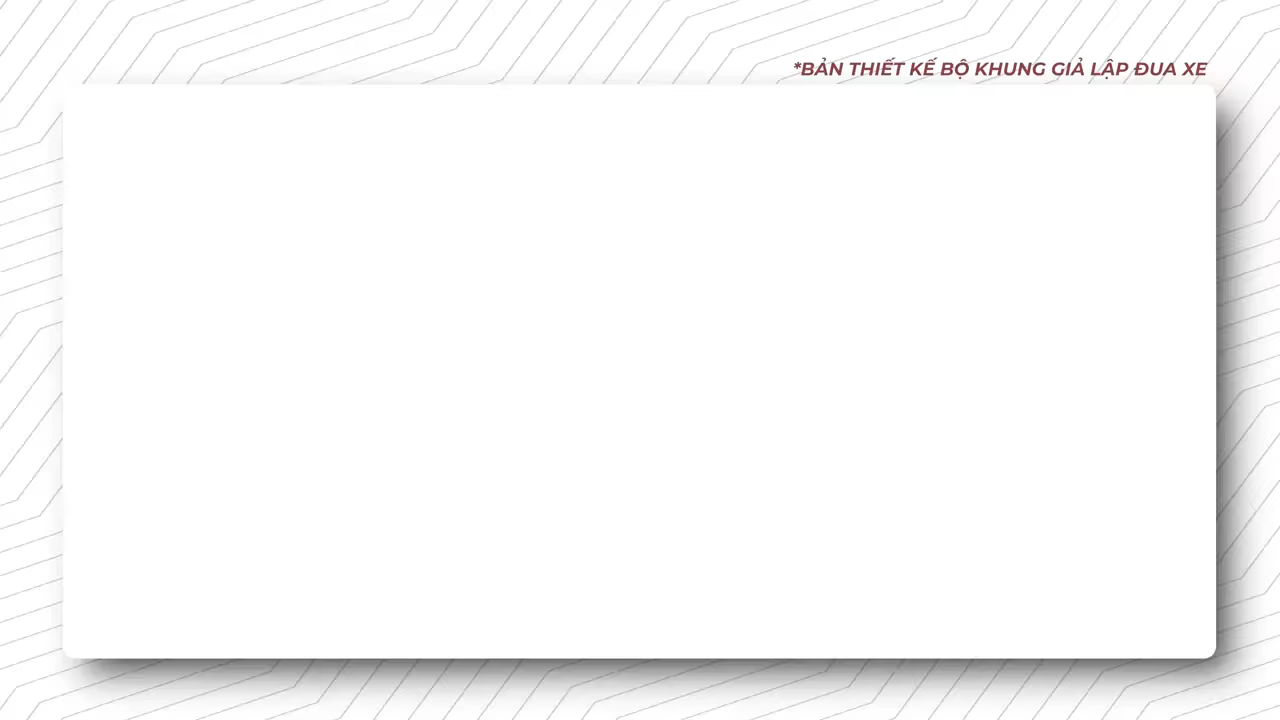 *BẢN THIẾT KẾ BỘ KHUNG GIẢ LẬP ĐUA XE